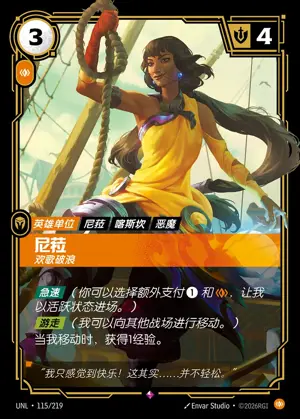 3
4
英雄单位 尼菈 喀斯坎 恶魔
尼菈
欢歌破浪
急速 （你可以选择额外支付1和，让我
以活跃状态进场。）
游走 （我可以向其他战场进行移动。）
当我移动时，获得1经验。
“我只感觉到快乐！这其实……并不轻松。”
UNL · 115/219
Envar Studio · ©2026RGI